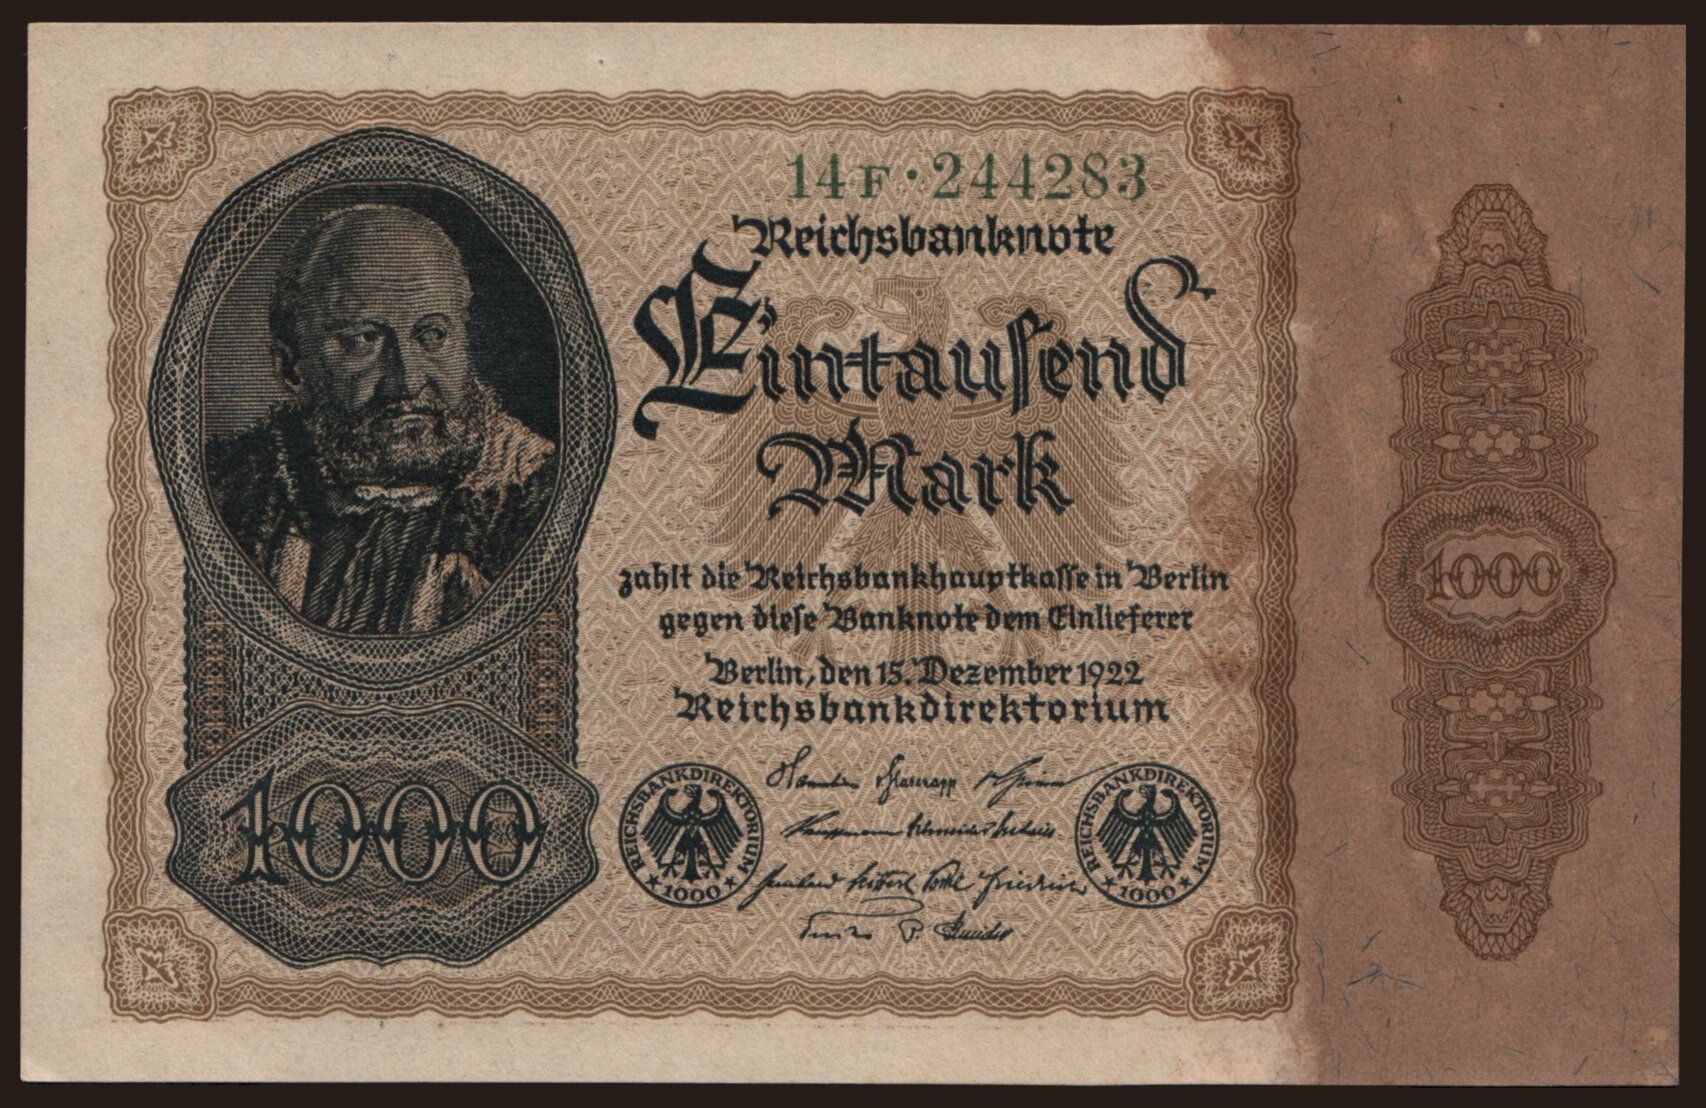 14F·244283
Reichsbanknote
Eintausend
Mark
zahlt die Reichsbankhauptkasse in Berlin
gegen diese Banknote dem Einlieferer
Berlin, den 15. Dezember 1922
Reichsbankdirektorium
1000
REICHSBANKDIREKTORIUM
★ 1000 ★
REICHSBANKDIREKTORIUM
★ 1000 ★
1000